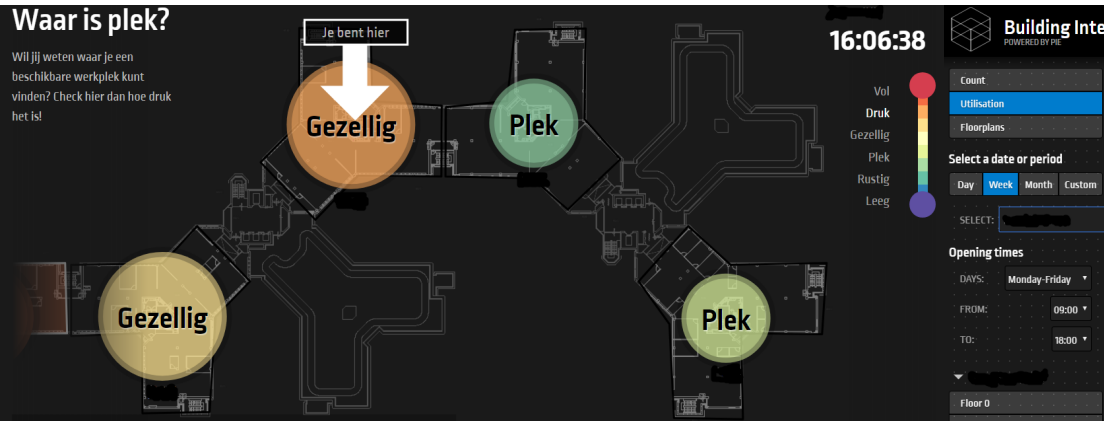 Waar is plek?
Wil jij weten waar je een
beschikbare werkplek kunt
vinden? Check hier dan hoe druk
het is!
Je bent hier
Gezellig
Plek
Gezellig
Plek
16:06:38
Vol
Druk
Gezellig
Plek
Rustig
Leeg
Building Inte
POWERED BY PIE
Count
Utilisation
Floorplans
Select a date or period
Day Week Month Custom
SELECT:
Opening times
DAYS: Monday-Friday
FROM: 09:00
TO: 18:00
Floor 0